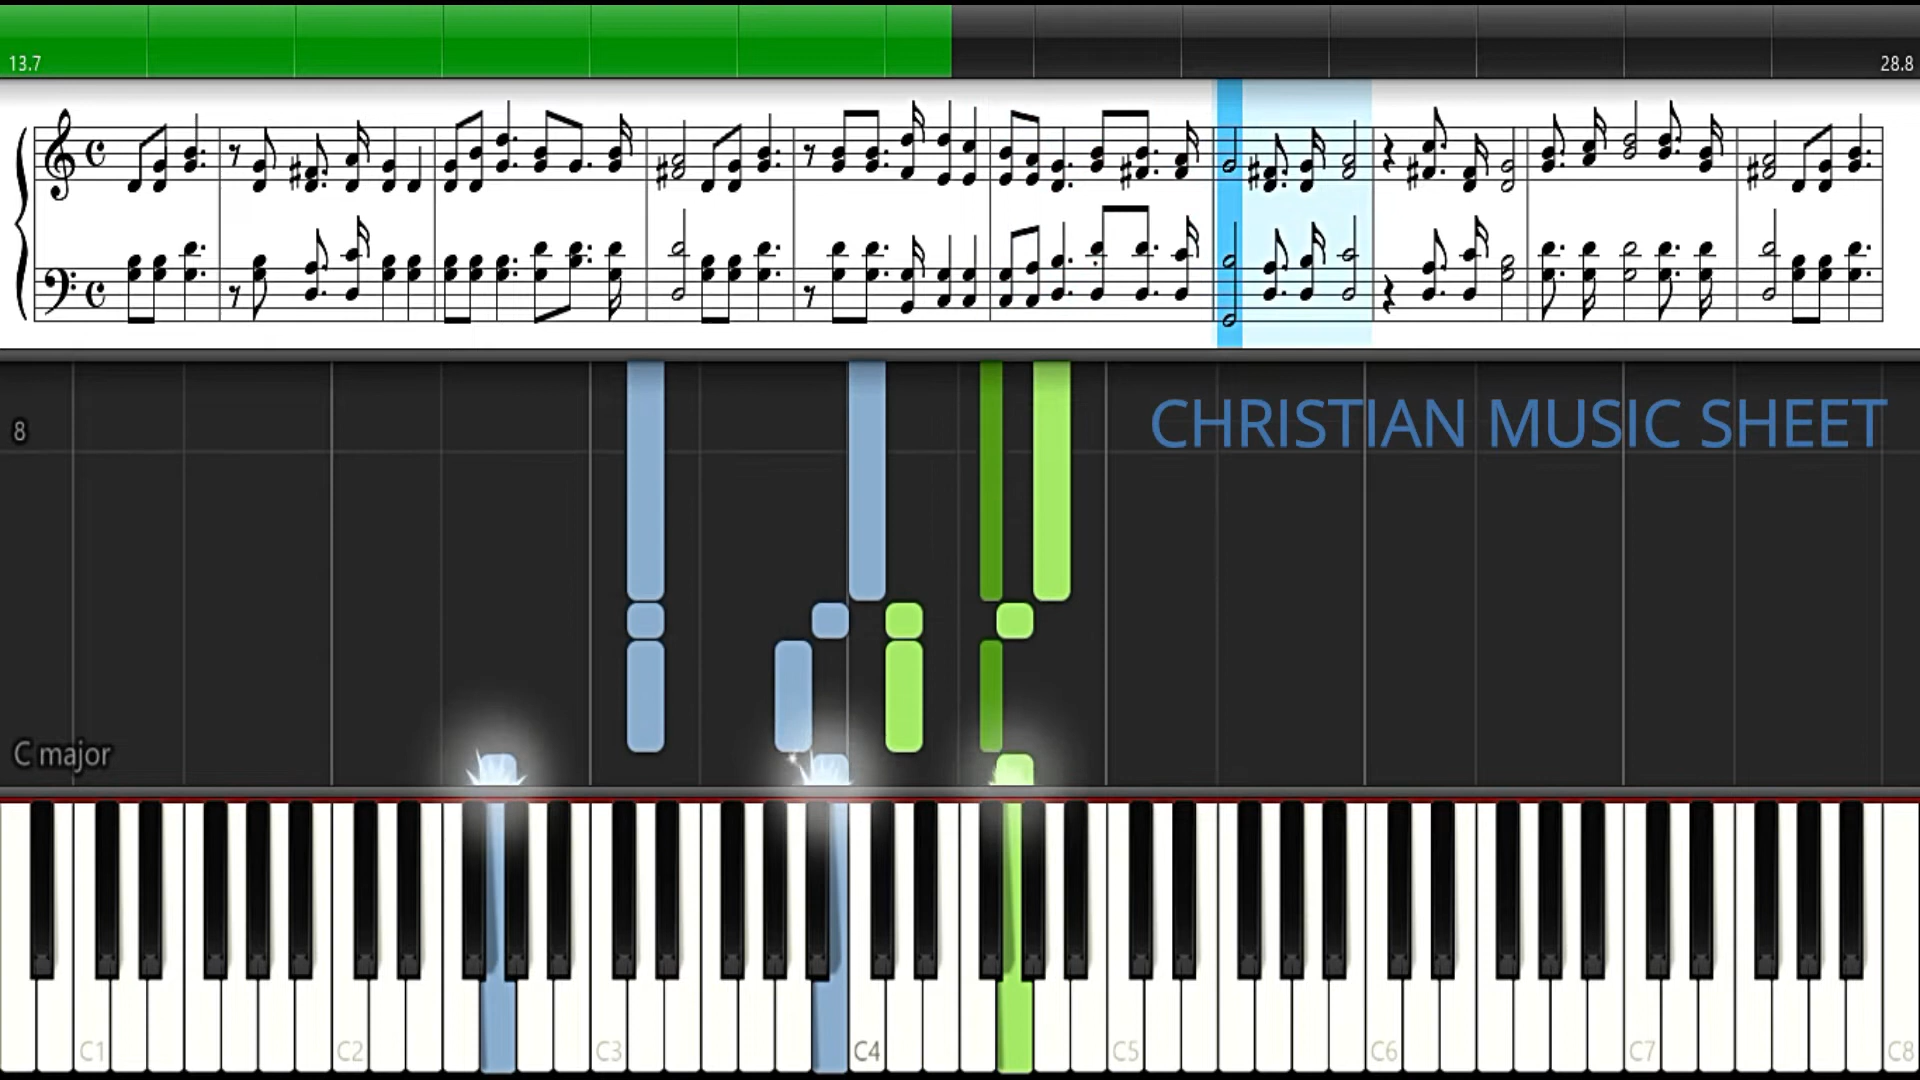 13.7
28.8
CHRISTIAN MUSIC SHEET
8
C major
C1 C2 C3 C4 C5 C6 C7 C8